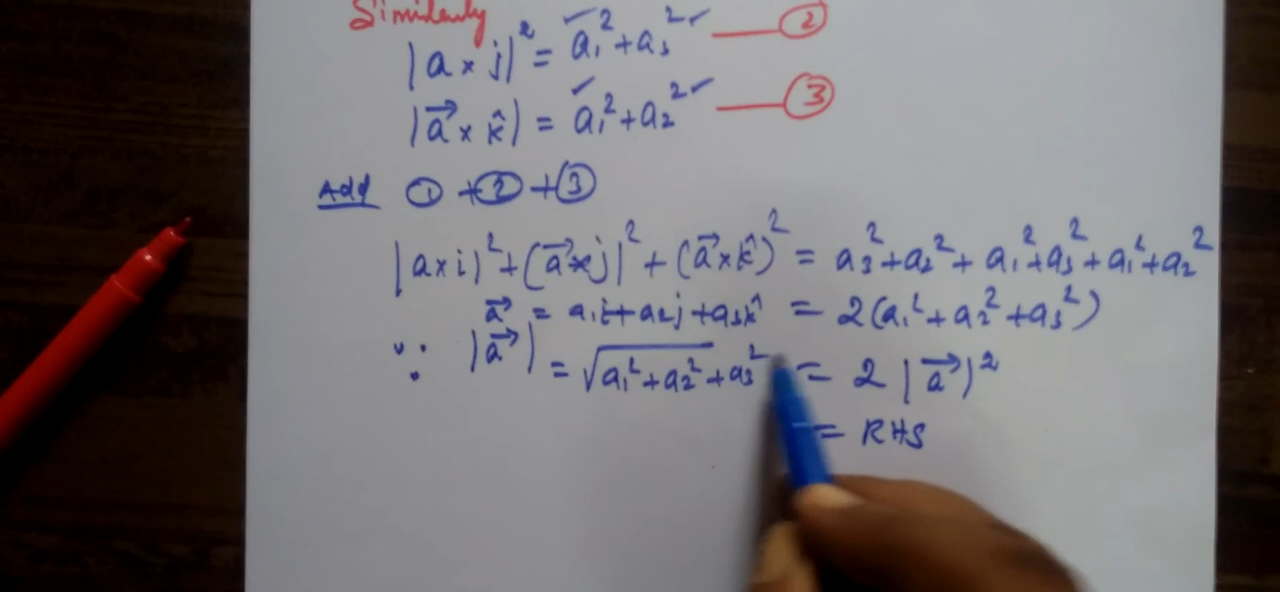 Similarly
|a × j|² = a₁² + a₃² ✓ —— ②
|a⃗ × k̂| = a₁² + a₂² ✓ —— ③
Add ① + ② + ③
|a×i|² + (a⃗×j|² + (a⃗×k̂)² = a₃² + a₂² + a₁² + a₃² + a₁² + a₂²
a⃗ = a₁i + a₂j + a₃k̂ = 2(a₁² + a₂² + a₃²)
∵ |a⃗| = √a₁² + a₂² + a₃² = 2 |a⃗)²
= RHS